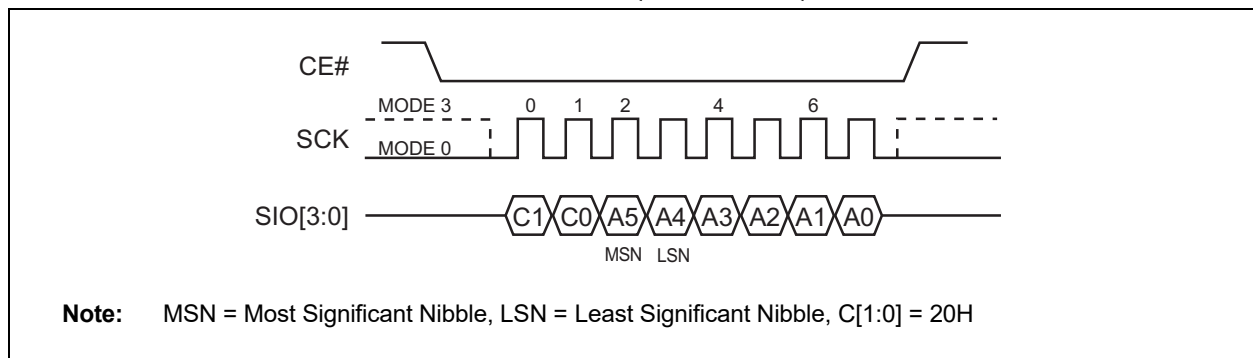 CE#
MODE 3 0 1 2 4 6
SCK
MODE 0
SIO[3:0] C1 C0 A5 A4 A3 A2 A1 A0
MSN LSN
Note: MSN = Most Significant Nibble, LSN = Least Significant Nibble, C[1:0] = 20H